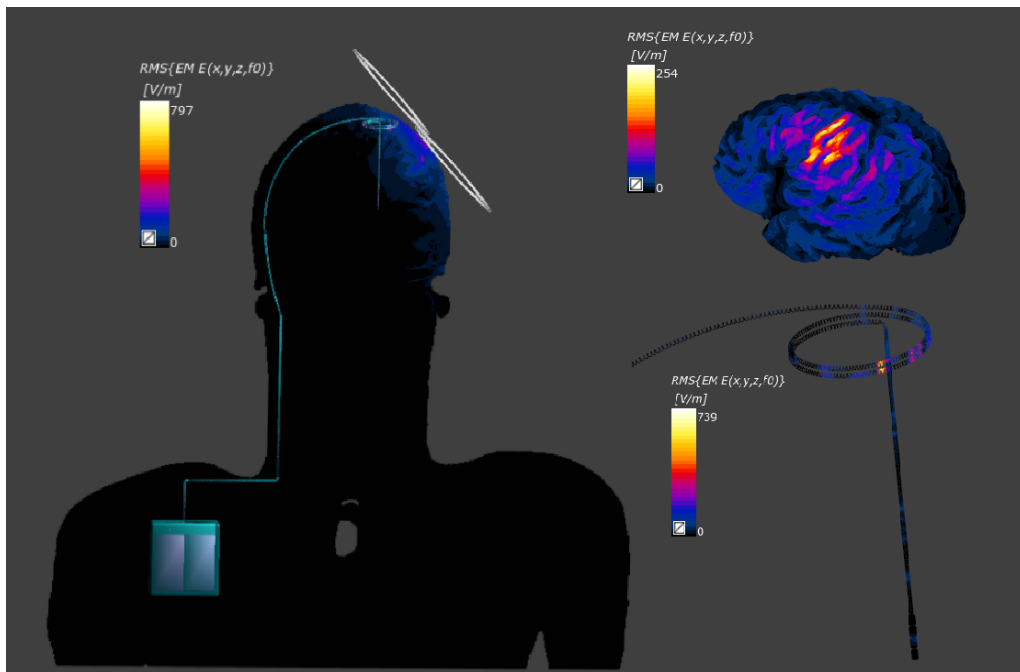 RMS{EM E(x,y,z,f0)}
[V/m]
797
0
RMS{EM E(x,y,z,f0)}
[V/m]
254
0
RMS{EM E(x,y,z,f0)}
[V/m]
739
0